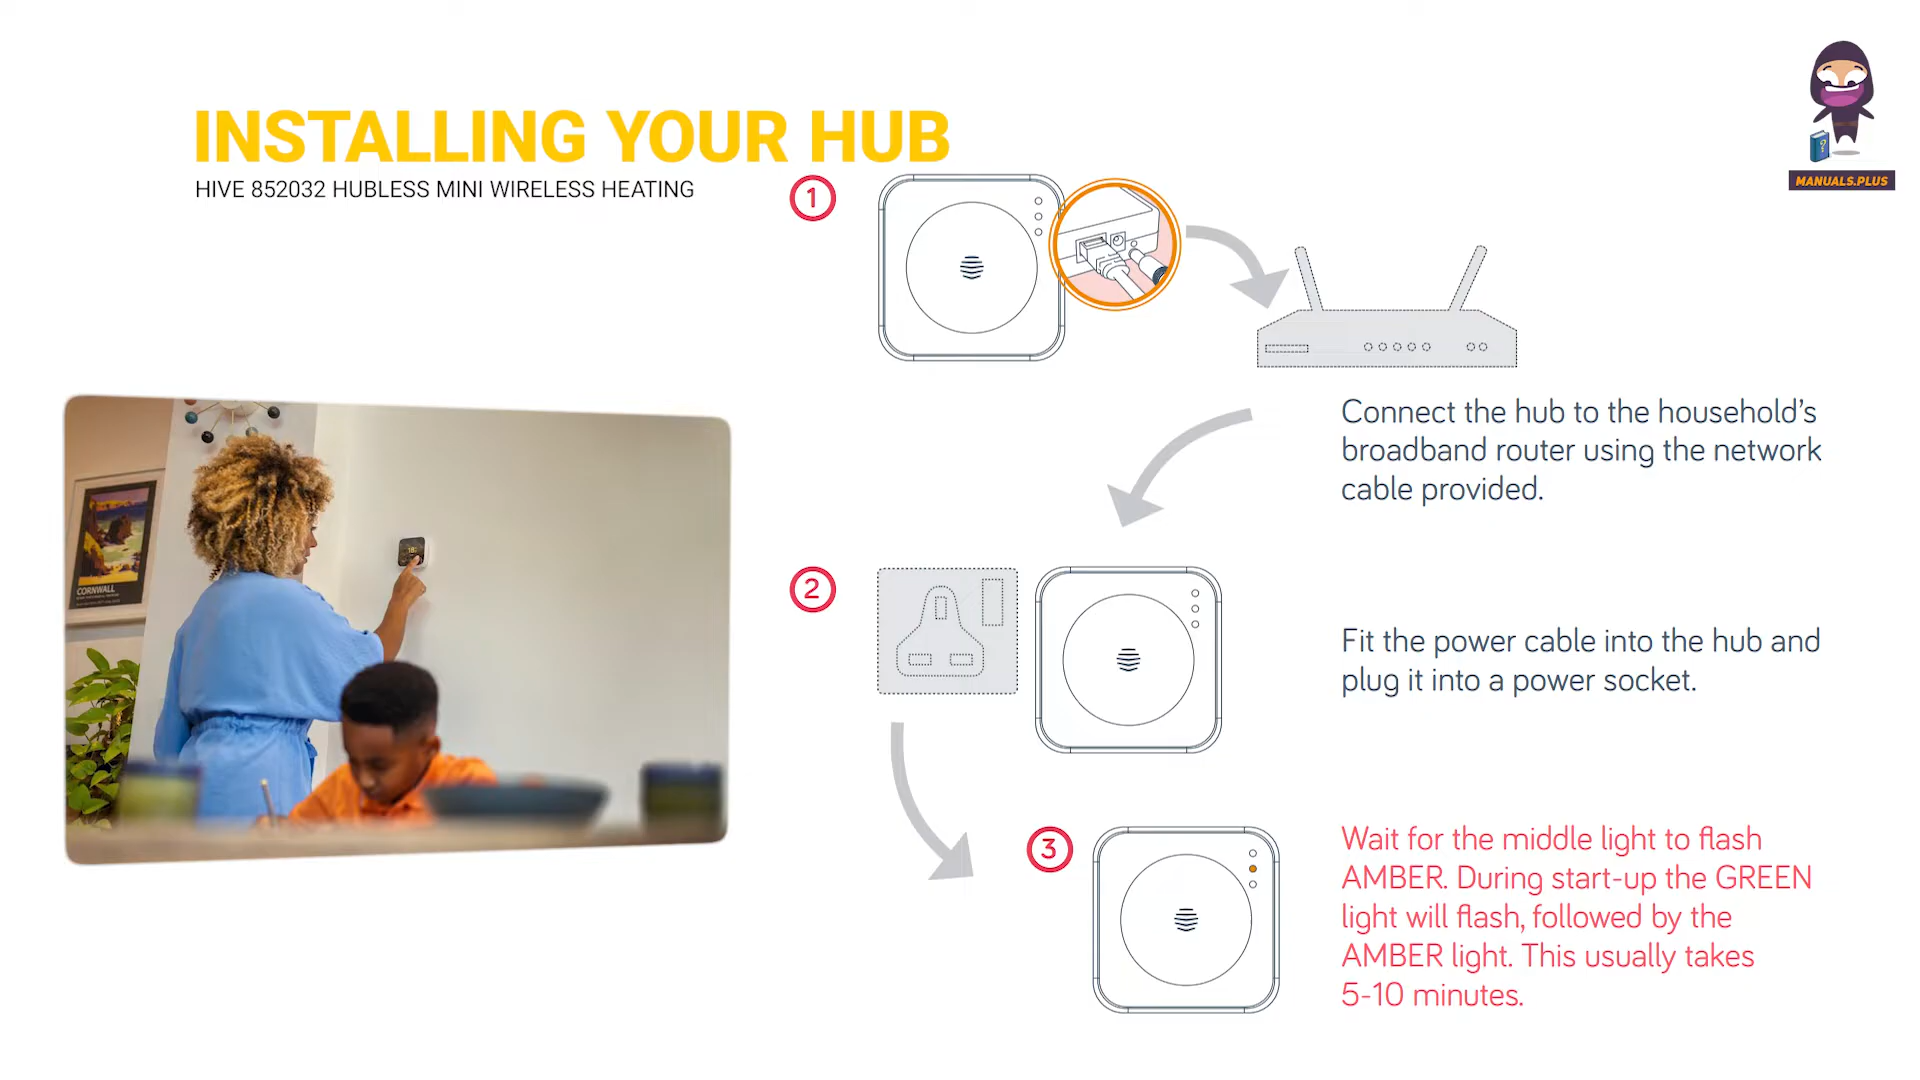 INSTALLING YOUR HUB
HIVE 852032 HUBLESS MINI WIRELESS HEATING
?
MANUALS.PLUS
1
Connect the hub to the household’s
broadband router using the network
cable provided.
2
Fit the power cable into the hub and
plug it into a power socket.
3
Wait for the middle light to flash
AMBER. During start-up the GREEN
light will flash, followed by the
AMBER light. This usually takes
5-10 minutes.
CORNWALL